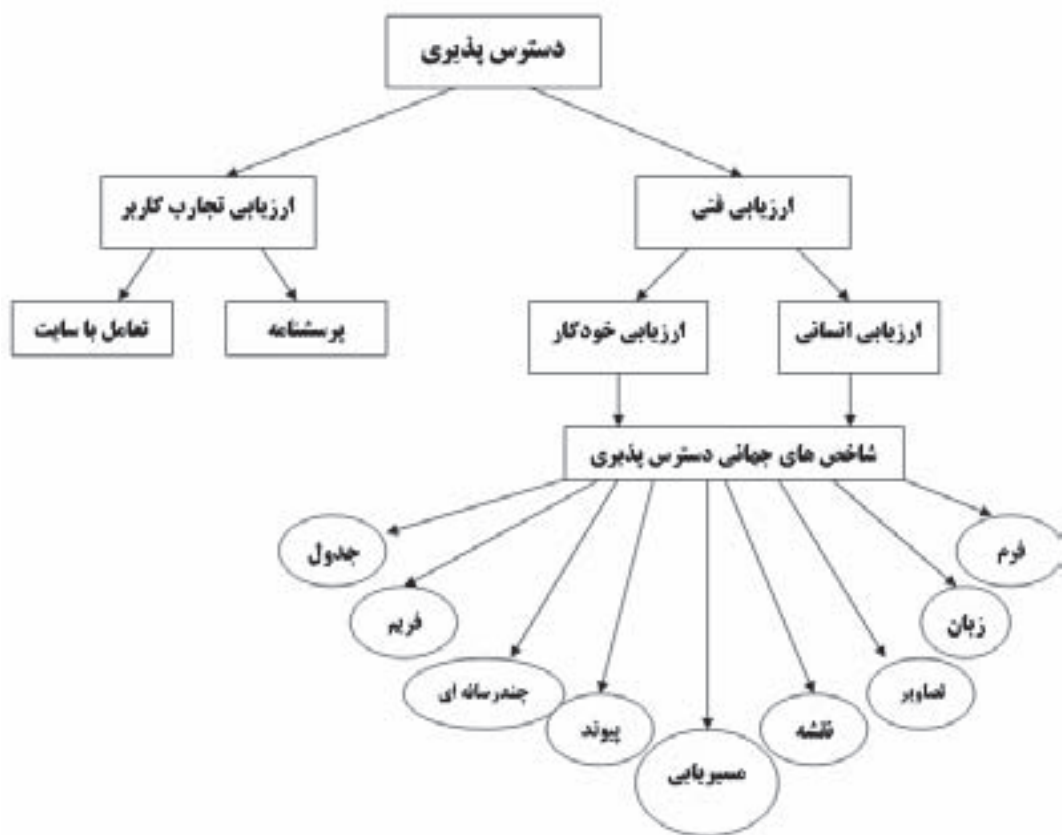 دسترس پذیری
ارزیابی فنی
ارزیابی تجارب کاربر
ارزیابی انسانی
ارزیابی خودکار
پرسشنامه
تعامل با سایت
شاخص های جهانی دسترس پذیری
فرم
زبان
تصاویر
نقشه
مسیریابی
پیوند
چندرسانه ای
فریم
جدول